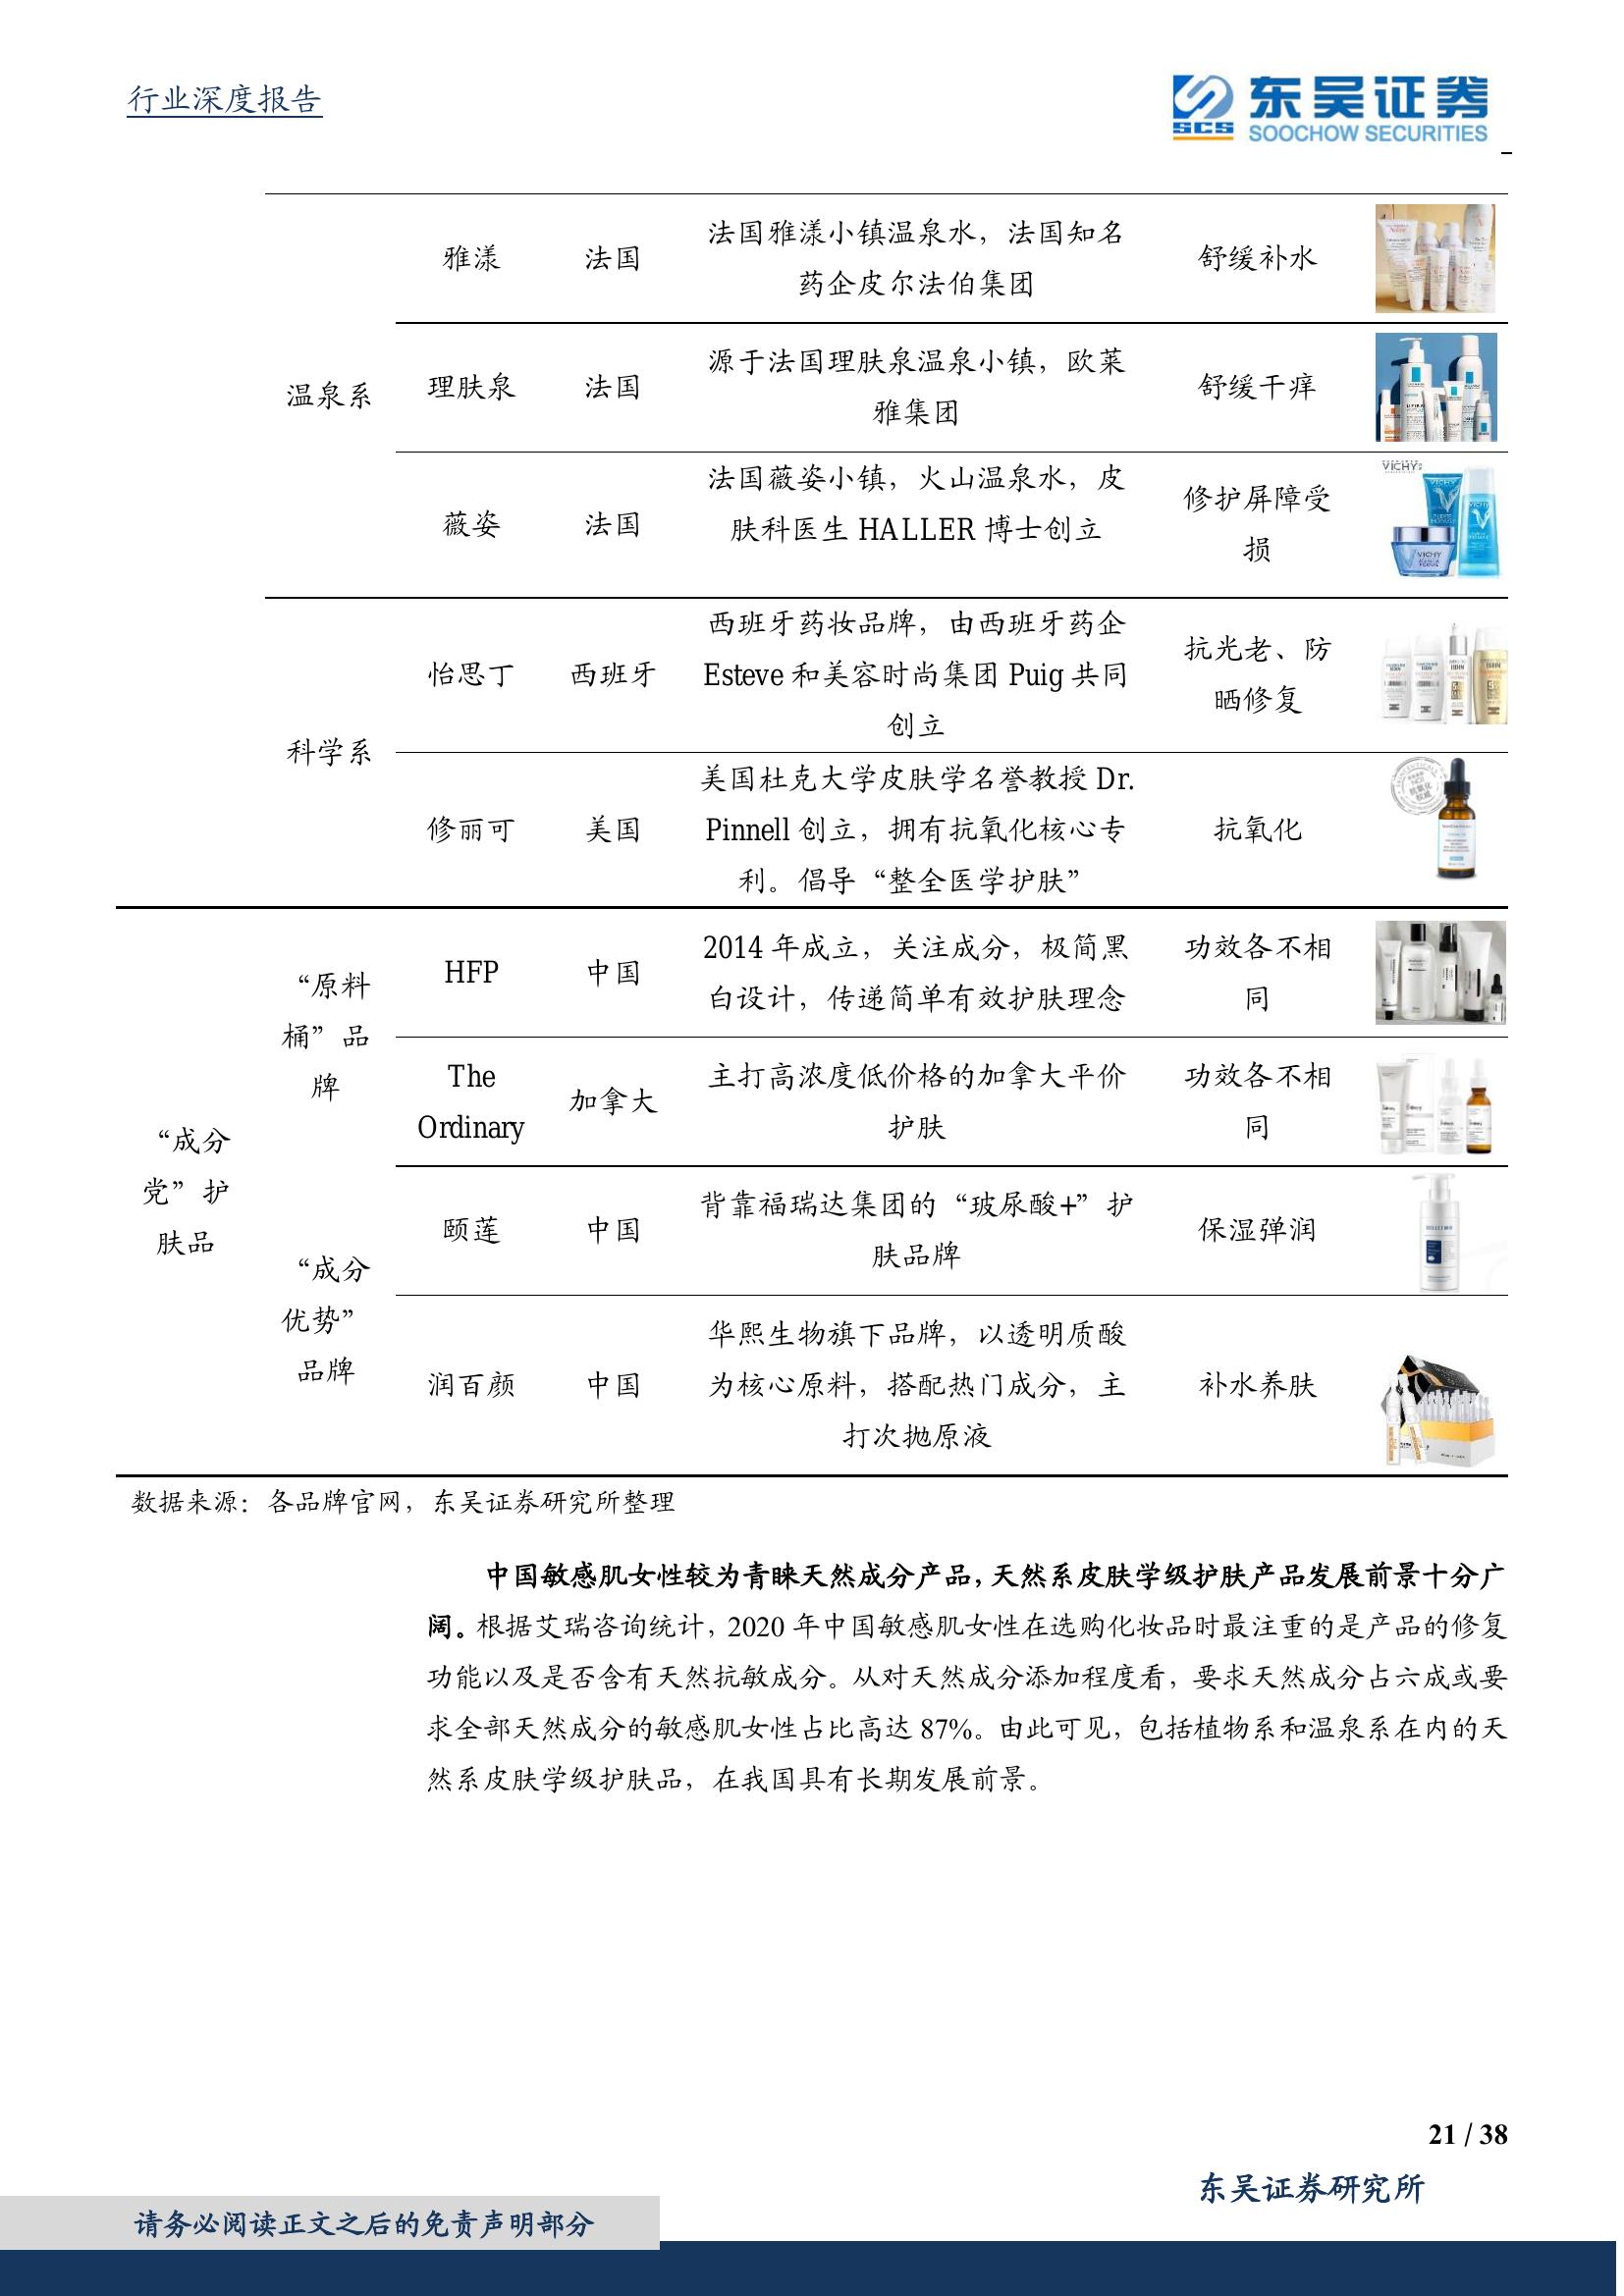 行业深度报告
SCS
东吴证券
SOOCHOW SECURITIES
温泉系
雅漾
法国
法国雅漾小镇温泉水，法国知名
药企皮尔法伯集团
舒缓补水
理肤泉
法国
源于法国理肤泉温泉小镇，欧莱
雅集团
舒缓干痒
薇姿
法国
法国薇姿小镇，火山温泉水，皮
肤科医生 HALLER 博士创立
修护屏障受
损
VICHY
VICHY
VICHY
科学系
怡思丁
西班牙
西班牙药妆品牌，由西班牙药企
Esteve 和美容时尚集团 Puig 共同
创立
抗光老、防
晒修复
修丽可
美国
美国杜克大学皮肤学名誉教授 Dr.
Pinnell 创立，拥有抗氧化核心专
利。倡导“整全医学护肤”
抗氧化
“成分
党”护
肤品
“原料
桶”品
牌
HFP
中国
2014 年成立，关注成分，极简黑
白设计，传递简单有效护肤理念
功效各不相
同
The
Ordinary
加拿大
主打高浓度低价格的加拿大平价
护肤
功效各不相
同
“成分
优势”
品牌
颐莲
中国
背靠福瑞达集团的“玻尿酸+”护
肤品牌
保湿弹润
润百颜
中国
华熙生物旗下品牌，以透明质酸
为核心原料，搭配热门成分，主
打次抛原液
补水养肤
数据来源：各品牌官网，东吴证券研究所整理
中国敏感肌女性较为青睐天然成分产品，天然系皮肤学级护肤产品发展前景十分广
阔。根据艾瑞咨询统计，2020 年中国敏感肌女性在选购化妆品时最注重的是产品的修复
功能以及是否含有天然抗敏成分。从对天然成分添加程度看，要求天然成分占六成或要
求全部天然成分的敏感肌女性占比高达 87%。由此可见，包括植物系和温泉系在内的天
然系皮肤学级护肤品，在我国具有长期发展前景。
21 / 38
东吴证券研究所
请务必阅读正文之后的免责声明部分